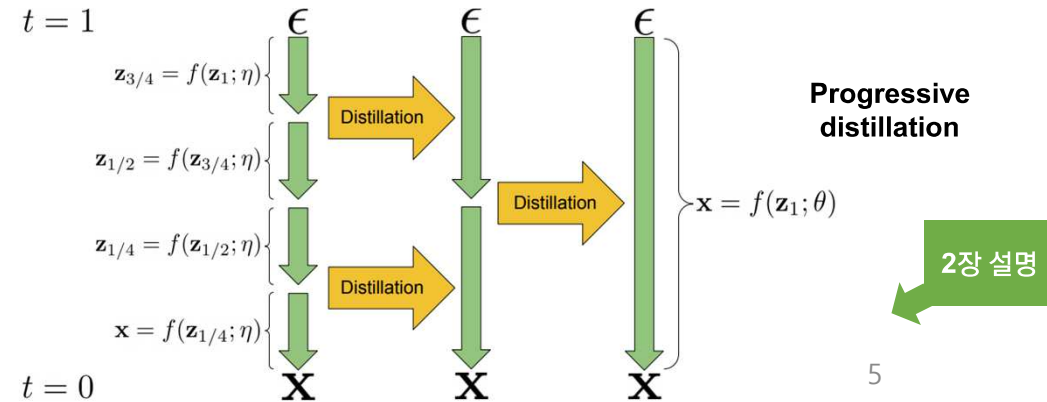 t = 1
ϵ
ϵ
ϵ
z_{3/4} = f(z_1; η)
Distillation
Progressive
distillation
z_{1/2} = f(z_{3/4}; η)
Distillation
x = f(z_1; θ)
z_{1/4} = f(z_{1/2}; η)
2장 설명
Distillation
x = f(z_{1/4}; η)
t = 0
x
x
x
5